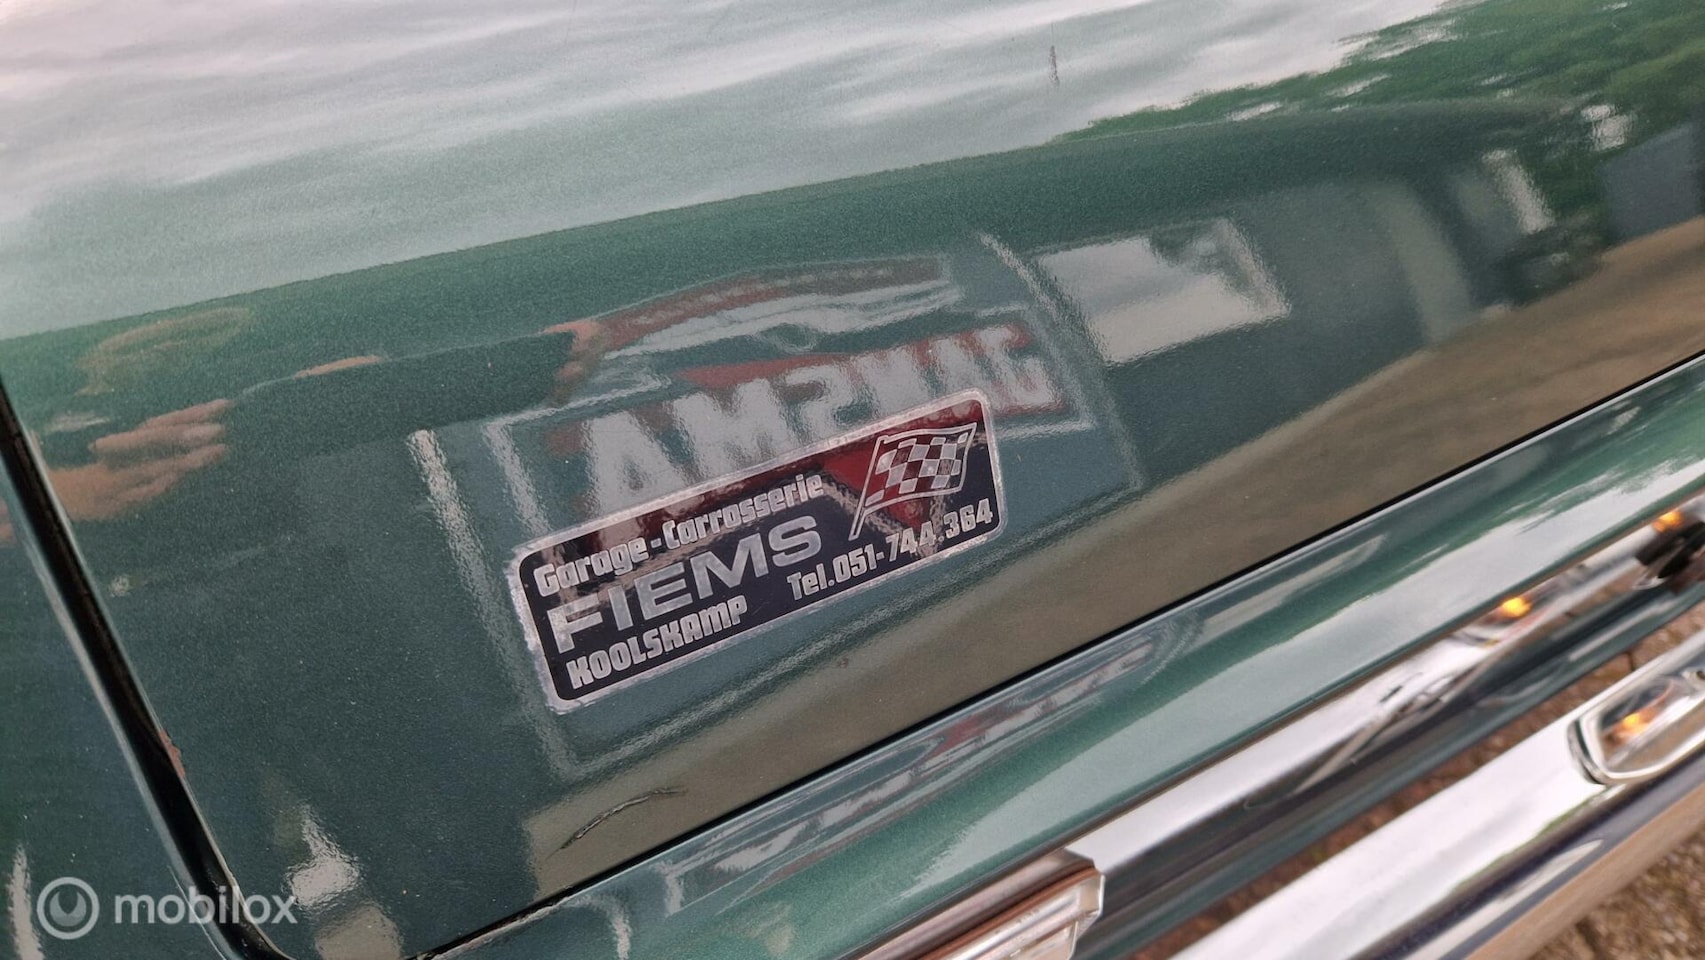 Garage-Carrosserie
FIEMS
KOOLSKAMP
Tel.051-744.364
mobilox